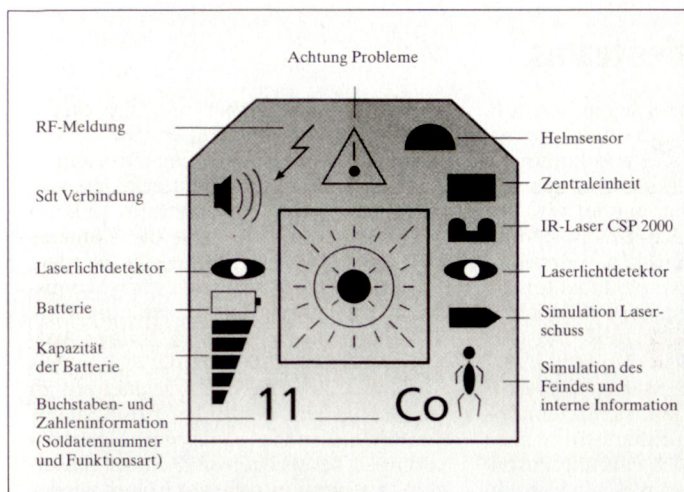 Achtung Probleme
RF-Meldung
Sdt Verbindung
Laserlichtdetektor
Batterie
Kapazität
der Batterie
Buchstaben- und
Zahleninformation
(Soldatennummer
und Funktionsart)
Helmsensor
Zentraleinheit
IR-Laser CSP 2000
Laserlichtdetektor
Simulation Laser-
schuss
Simulation des
Feindes und
interne Information
11 Co